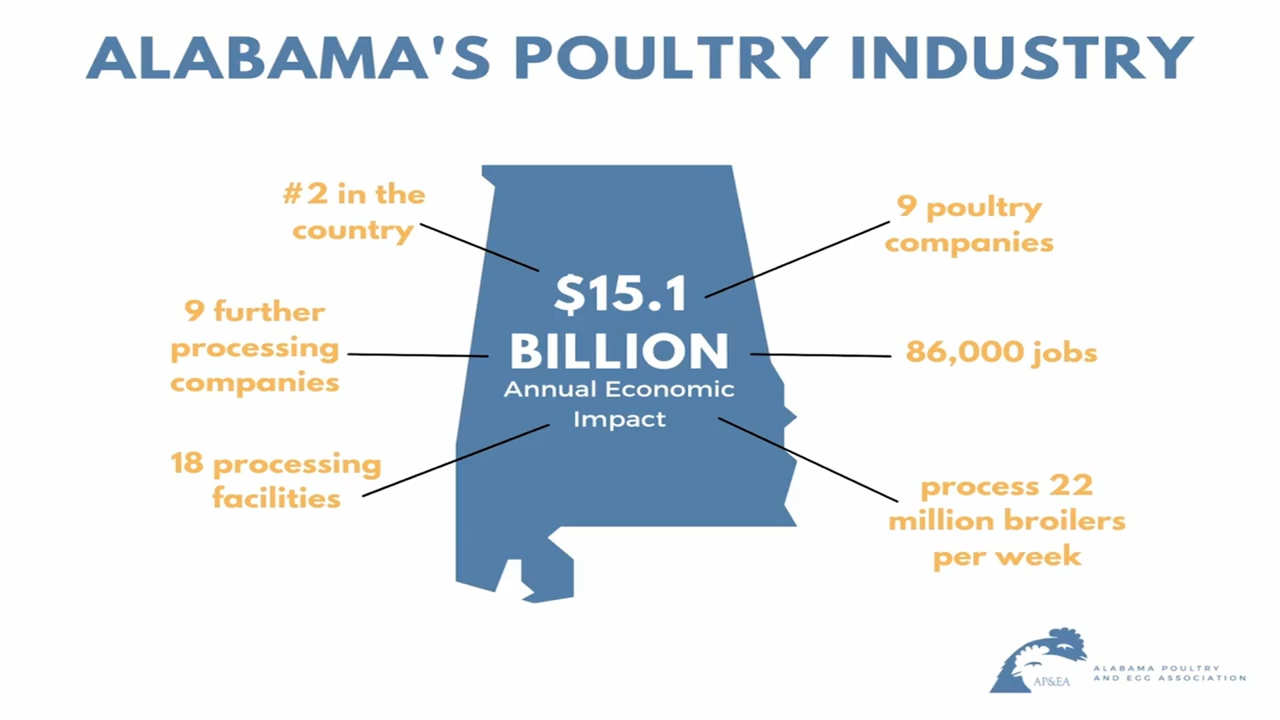 ALABAMA'S POULTRY INDUSTRY
#2 in the
country
9 poultry
companies
$15.1
BILLION
Annual Economic
Impact
9 further
processing
companies
86,000 jobs
18 processing
facilities
process 22
million broilers
per week
AP&EA
ALABAMA POULTRY
AND EGG ASSOCIATION